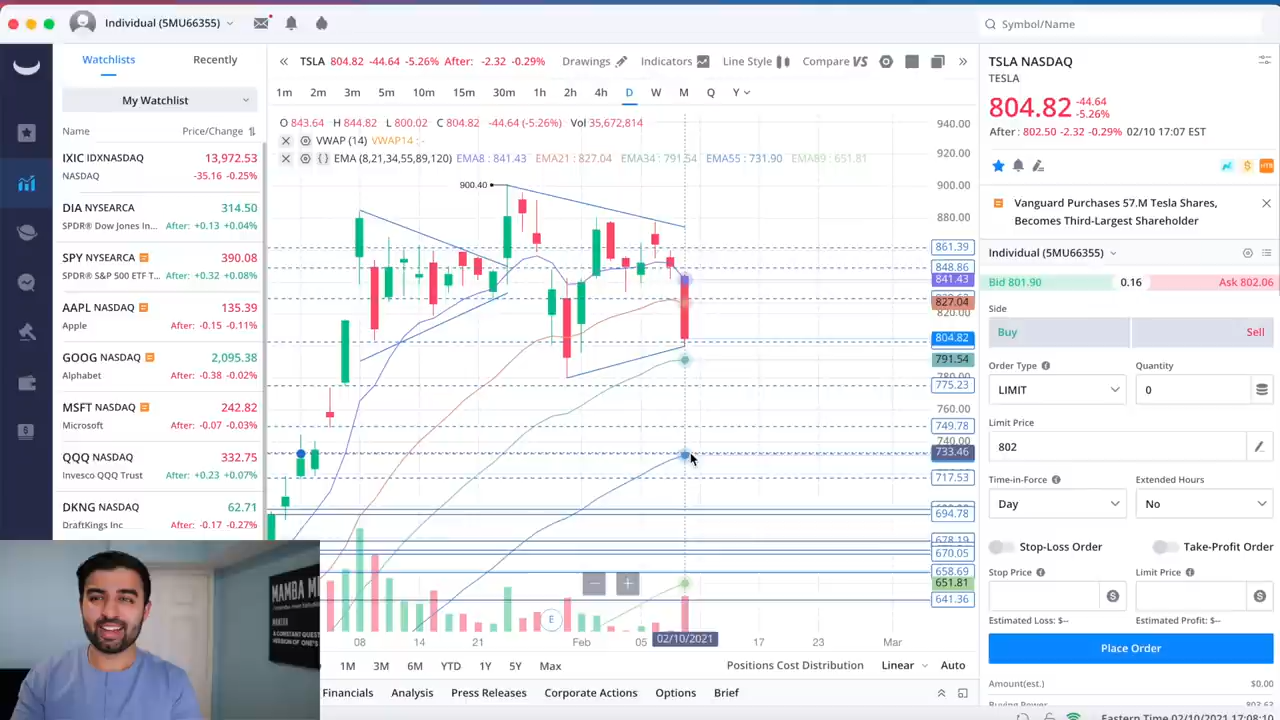 Individual (5MU66355)
Symbol/Name
Watchlists
Recently
My Watchlist
Name
Price/Change
IXIC IDXNASDAQ
13,972.53
NASDAQ
-35.16 -0.25%
DIA NYSEARCA
314.50
SPDR® Dow Jones In...
After: +0.13 +0.04%
SPY NYSEARCA
390.08
SPDR® S&P 500 ETF T...
After: +0.32 +0.08%
AAPL NASDAQ
135.39
Apple
After: -0.15 -0.11%
GOOG NASDAQ
2,095.38
Alphabet
After: -0.38 -0.02%
MSFT NASDAQ
242.82
Microsoft
After: -0.07 -0.03%
QQQ NASDAQ
332.75
Invesco QQQ Trust
After: +0.23 +0.07%
DKNG NASDAQ
62.71
DraftKings Inc
After: -0.17 -0.27%
TSLA 804.82 -44.64 -5.26% After: -2.32 -0.29%
Drawings
Indicators
Line Style
Compare VS
1m 2m 3m 5m 10m 15m 30m 1h 2h 4h D W M Q Y
O 843.64 H 844.82 L 800.02 C 804.82 -44.64 (-5.26%) Vol 35,672,814
VWAP (14) VWAP14 : -
EMA (8,21,34,55,89,120) EMA8 : 841.43 EMA21 : 827.04 EMA34 : 791.54 EMA55 : 731.90 EMA89 : 651.81
900.40
940.00
920.00
900.00
880.00
861.39
848.86
841.43
827.04
820.00
804.82
791.54
780.00
775.23
760.00
749.78
740.00
733.46
717.53
694.78
678.19
670.05
658.69
651.81
641.36
E
08 14 21 Feb 05 02/10/2021 17 23 Mar
1M 3M 6M YTD 1Y 5Y Max
Positions Cost Distribution
Linear
Auto
Financials
Analysis
Press Releases
Corporate Actions
Options
Brief
TSLA NASDAQ
TESLA
804.82
-44.64
-5.26%
After : 802.50 -2.32 -0.29% 02/10 17:07 EST
Vanguard Purchases 57.M Tesla Shares,
Becomes Third-Largest Shareholder
Individual (5MU66355)
Bid 801.90
0.16
Ask 802.06
Side
Buy
Sell
Order Type
Quantity
LIMIT
0
Limit Price
802
Time-in-Force
Extended Hours
Day
No
Stop-Loss Order
Take-Profit Order
Stop Price
Limit Price
Estimated Loss: $--
Estimated Profit: $--
Place Order
Amount(est.)
$0.00
MAMBA
A CONSTANT QUEST